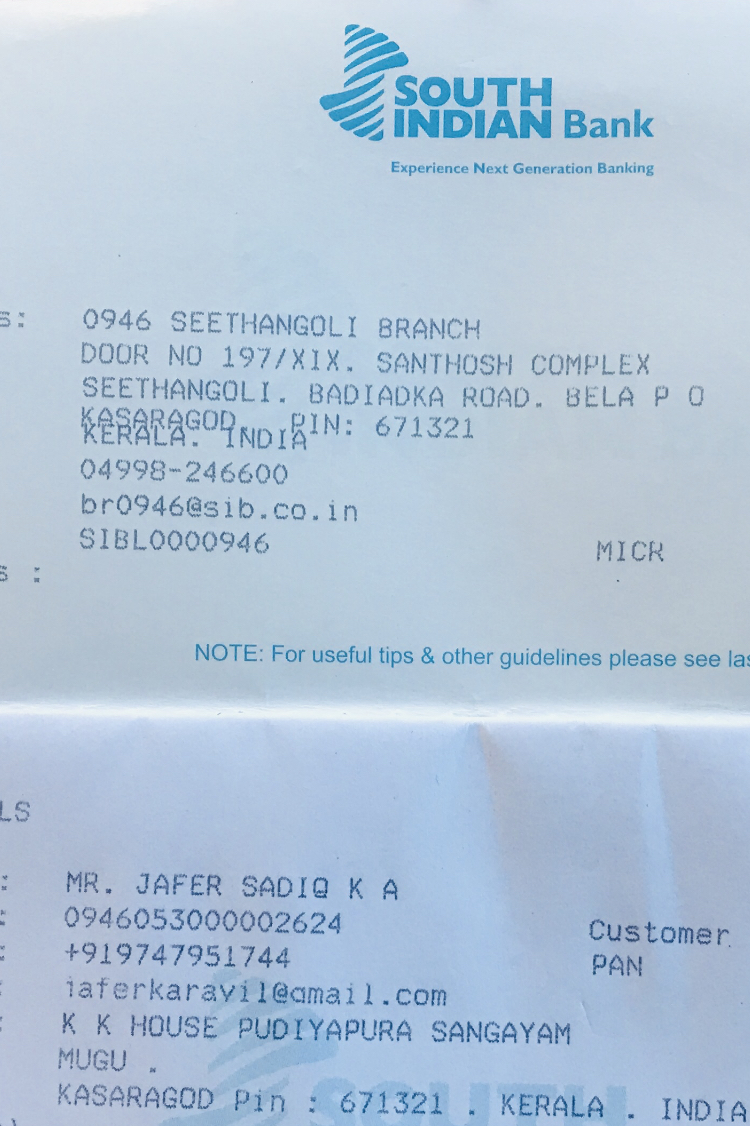 SOUTH
INDIAN Bank
Experience Next Generation Banking
s: 0946 SEETHANGOLI BRANCH
DOOR NO 197/XIX. SANTHOSH COMPLEX
SEETHANGOLI. BADIADKA ROAD. BELA P O
KASARAGOD. PIN: 671321
KERALA. INDIA
04998-246600
br0946@sib.co.in
SIBL0000946 MICR
s :
NOTE: For useful tips & other guidelines please see las
LS
: MR. JAFER SADIQ K A
: 0946053000002624 Customer
: +919747951744 PAN
: iaferkaravil@gmail.com
: K K HOUSE PUDIYAPURA SANGAYAM
MUGU .
KASARAGOD Pin : 671321 . KERALA . INDIA
SOUTH